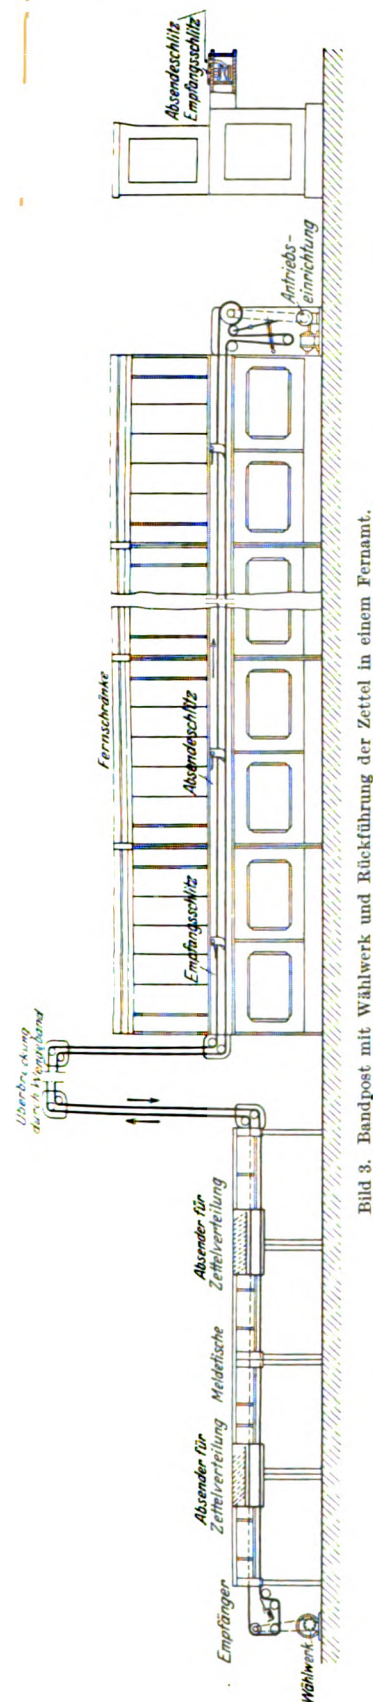 Überbrückung
durch Wendeband
Fernschränke
Absendeschlitz
Empfangsschlitz
Empfangsschlitz
Absendeschlitz
Antriebs-
einrichtung
Absender für
Zettelverteilung
Meldetische
Absender für
Zettelverteilung
Empfänger
Wählwerk
Bild 3. Bandpost mit Wählwerk und Rückführung der Zettel in einem Fernamt.